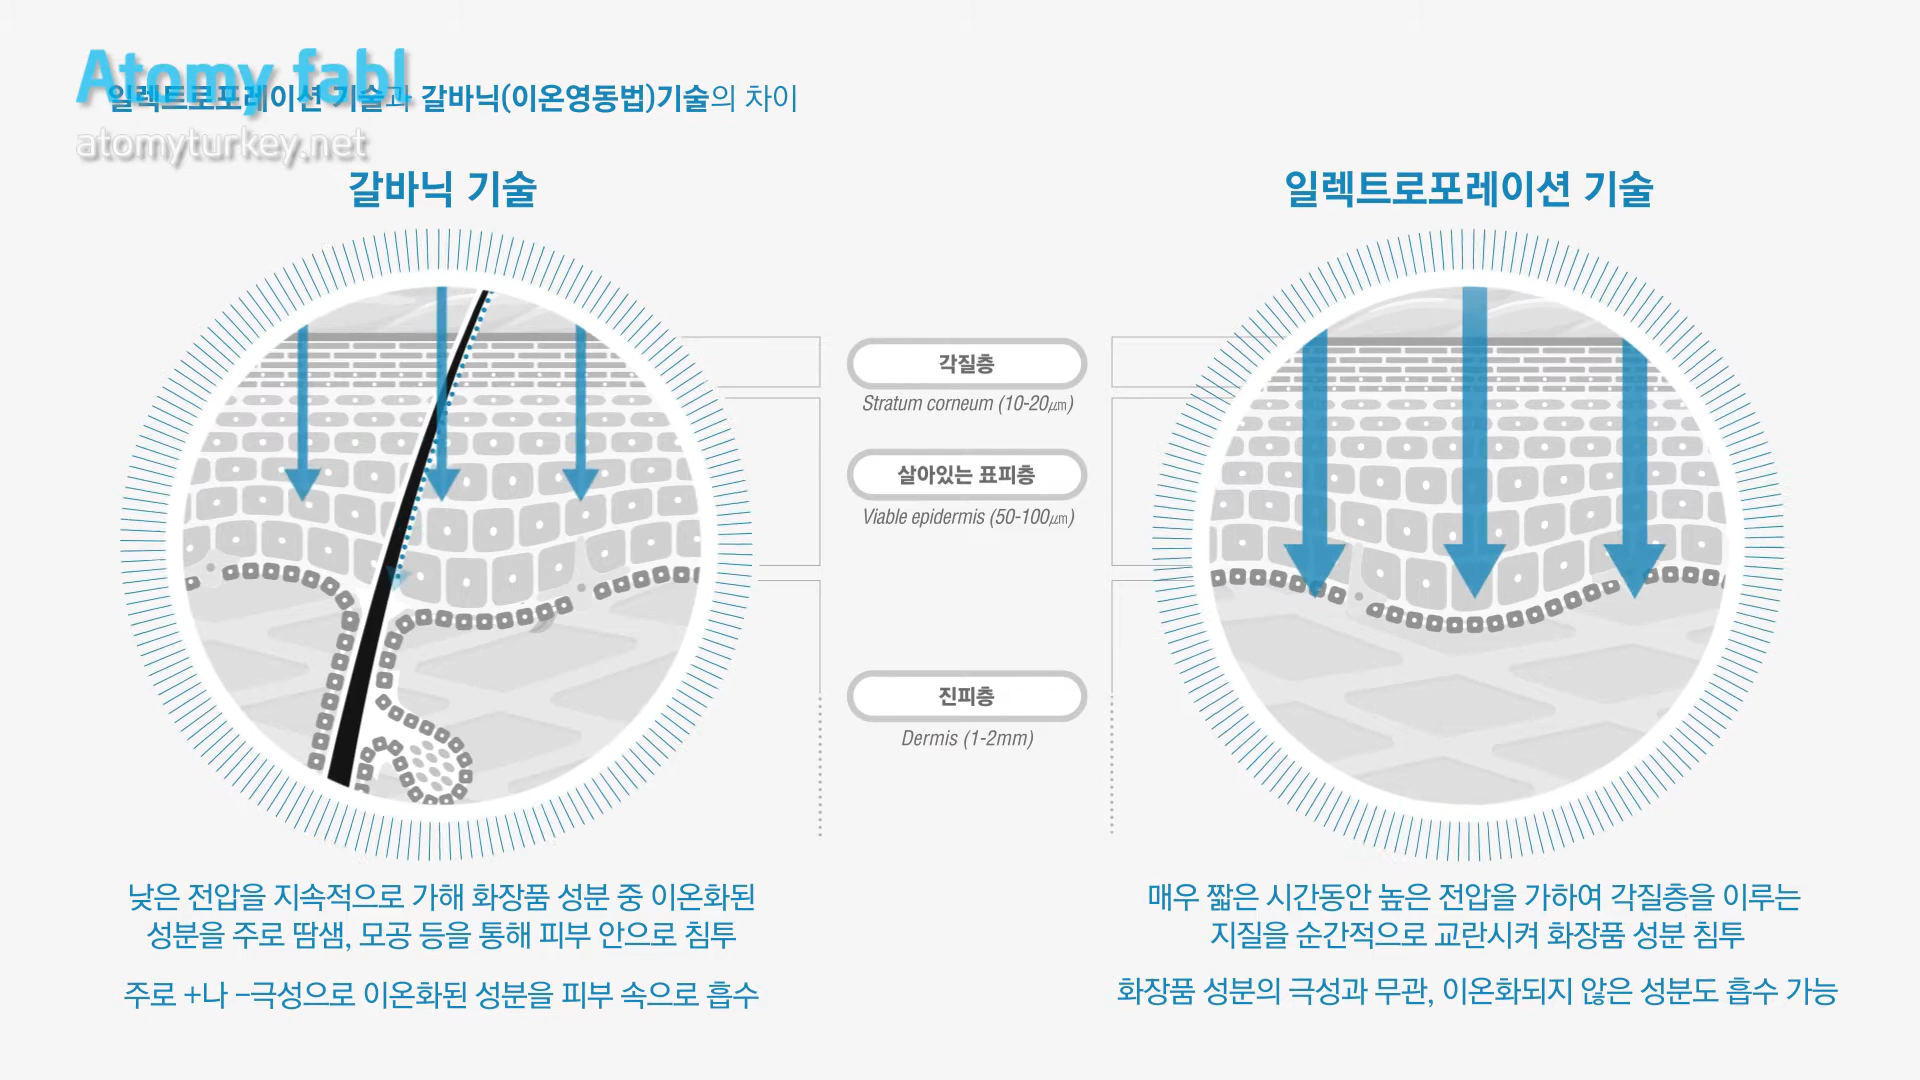 Atomy fabl
일렉트로포레이션 기술과 갈바닉(이온영동법)기술의 차이
atomyturkey.net
갈바닉 기술
일렉트로포레이션 기술
각질층
Stratum corneum (10-20㎛)
살아있는 표피층
Viable epidermis (50-100㎛)
진피층
Dermis (1-2mm)
낮은 전압을 지속적으로 가해 화장품 성분 중 이온화된
성분을 주로 땀샘, 모공 등을 통해 피부 안으로 침투
주로 +나 –극성으로 이온화된 성분을 피부 속으로 흡수
매우 짧은 시간동안 높은 전압을 가하여 각질층을 이루는
지질을 순간적으로 교란시켜 화장품 성분 침투
화장품 성분의 극성과 무관, 이온화되지 않은 성분도 흡수 가능